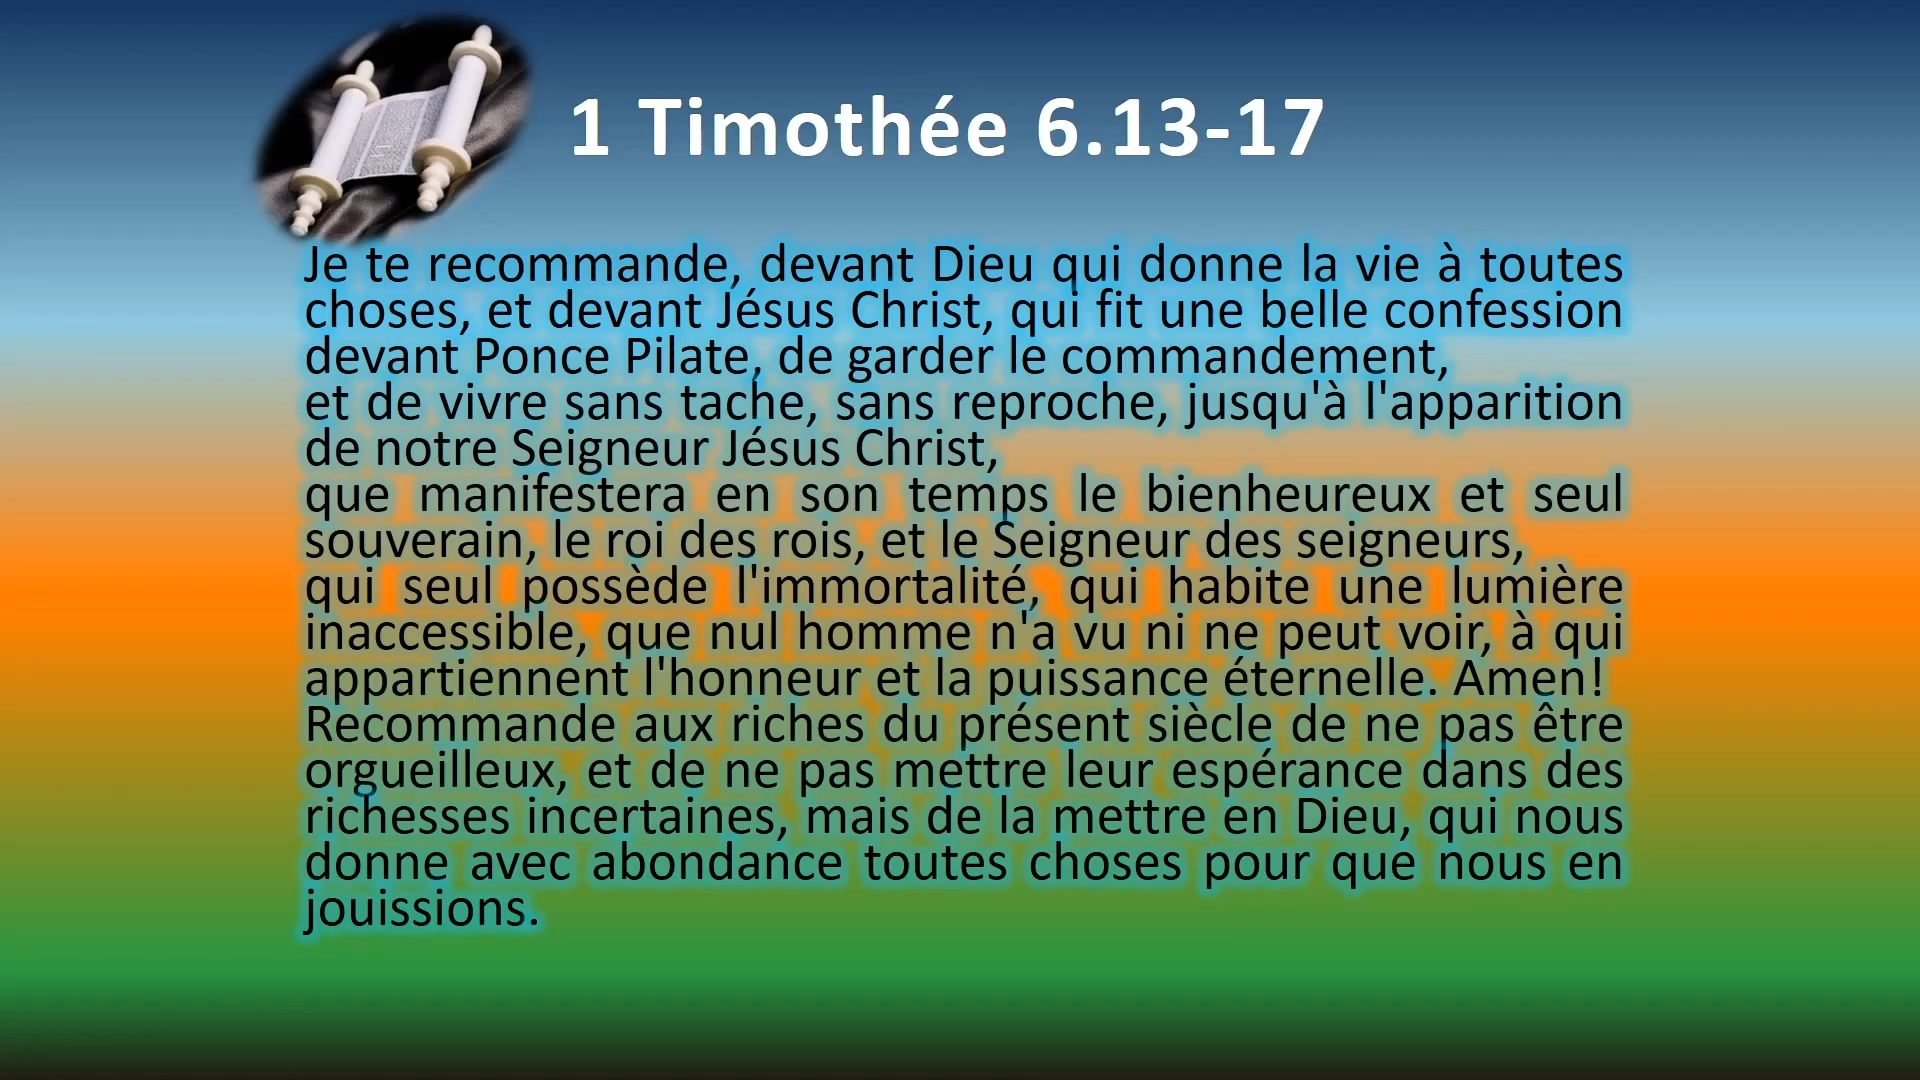 1 Timothée 6.13-17
Je te recommande, devant Dieu qui donne la vie à toutes
choses, et devant Jésus Christ, qui fit une belle confession
devant Ponce Pilate, de garder le commandement,
et de vivre sans tache, sans reproche, jusqu'à l'apparition
de notre Seigneur Jésus Christ,
que manifestera en son temps le bienheureux et seul
souverain, le roi des rois, et le Seigneur des seigneurs,
qui seul possède l'immortalité, qui habite une lumière
inaccessible, que nul homme n'a vu ni ne peut voir, à qui
appartiennent l'honneur et la puissance éternelle. Amen!
Recommande aux riches du présent siècle de ne pas être
orgueilleux, et de ne pas mettre leur espérance dans des
richesses incertaines, mais de la mettre en Dieu, qui nous
donne avec abondance toutes choses pour que nous en
jouissions.